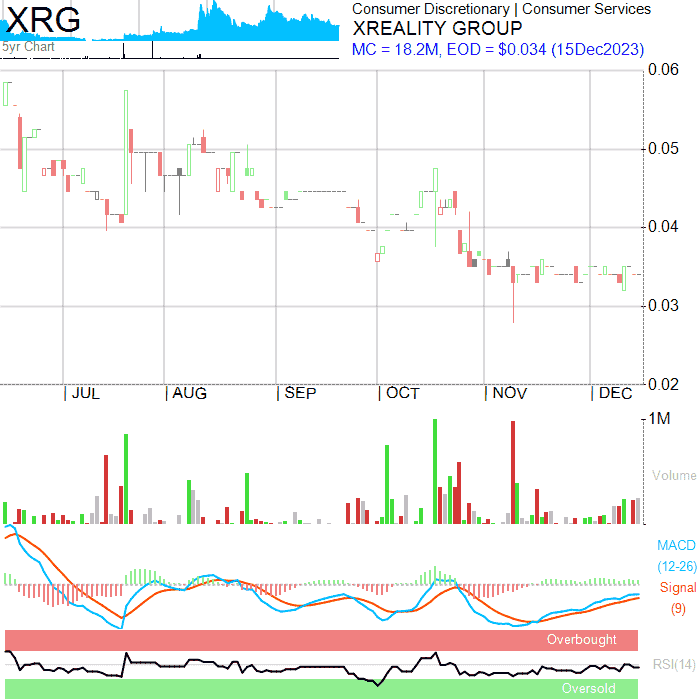 XRG
5yr Chart
Consumer Discretionary | Consumer Services
XREALITY GROUP
MC = 18.2M, EOD = $0.034 (15Dec2023)
0.06
0.05
0.04
0.03
0.02
JUL
AUG
SEP
OCT
NOV
DEC
1M
Volume
MACD
(12-26)
Signal
(9)
Overbought
RSI(14)
Oversold